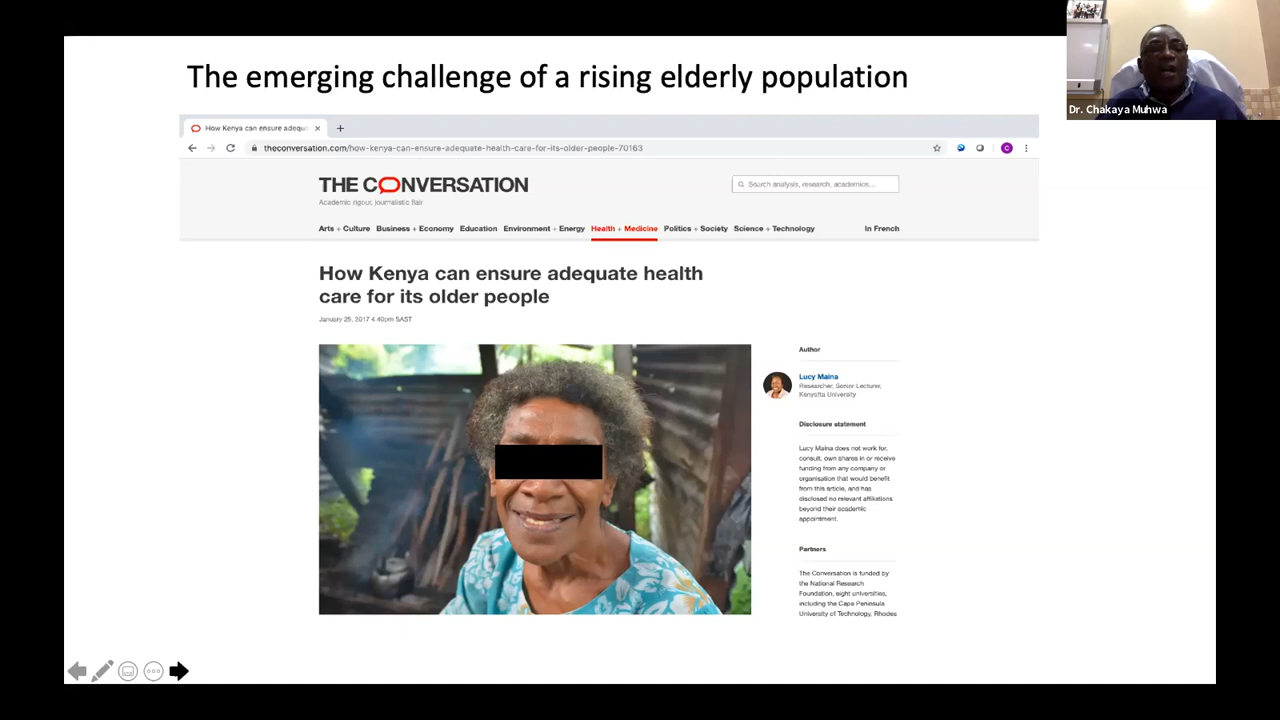 The emerging challenge of a rising elderly population
Dr. Chakaya Muhwa
How Kenya can ensure adequa
theconversation.com/how-kenya-can-ensure-adequate-health-care-for-its-older-people-70163
C
THE CONVERSATION
Academic rigour, journalistic flair
Search analysis, research, academics…
Arts + Culture Business + Economy Education Environment + Energy Health + Medicine Politics + Society Science + Technology In French
How Kenya can ensure adequate health
care for its older people
January 25, 2017 4.40pm SAST
Author
Lucy Maina
Researcher, Senior Lecturer,
Kenyatta University
Disclosure statement
Lucy Maina does not work for,
consult, own shares in or receive
funding from any company or
organisation that would benefit
from this article, and has
disclosed no relevant affiliations
beyond their academic
appointment.
Partners
The Conversation is funded by
the National Research
Foundation, eight universities,
including the Cape Peninsula
University of Technology, Rhodes